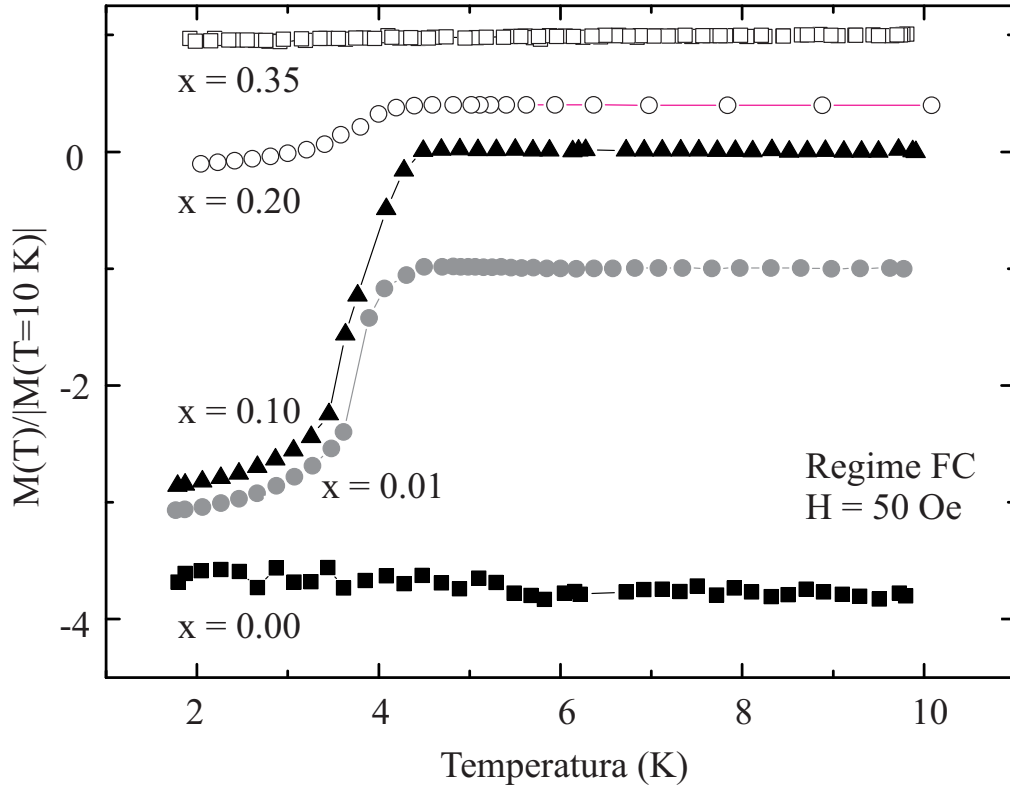 M(T)/|M(T=10 K)|
0
-2
-4
x = 0.35
x = 0.20
x = 0.10
x = 0.01
Regime FC
H = 50 Oe
x = 0.00
2
4
6
8
10
Temperatura (K)